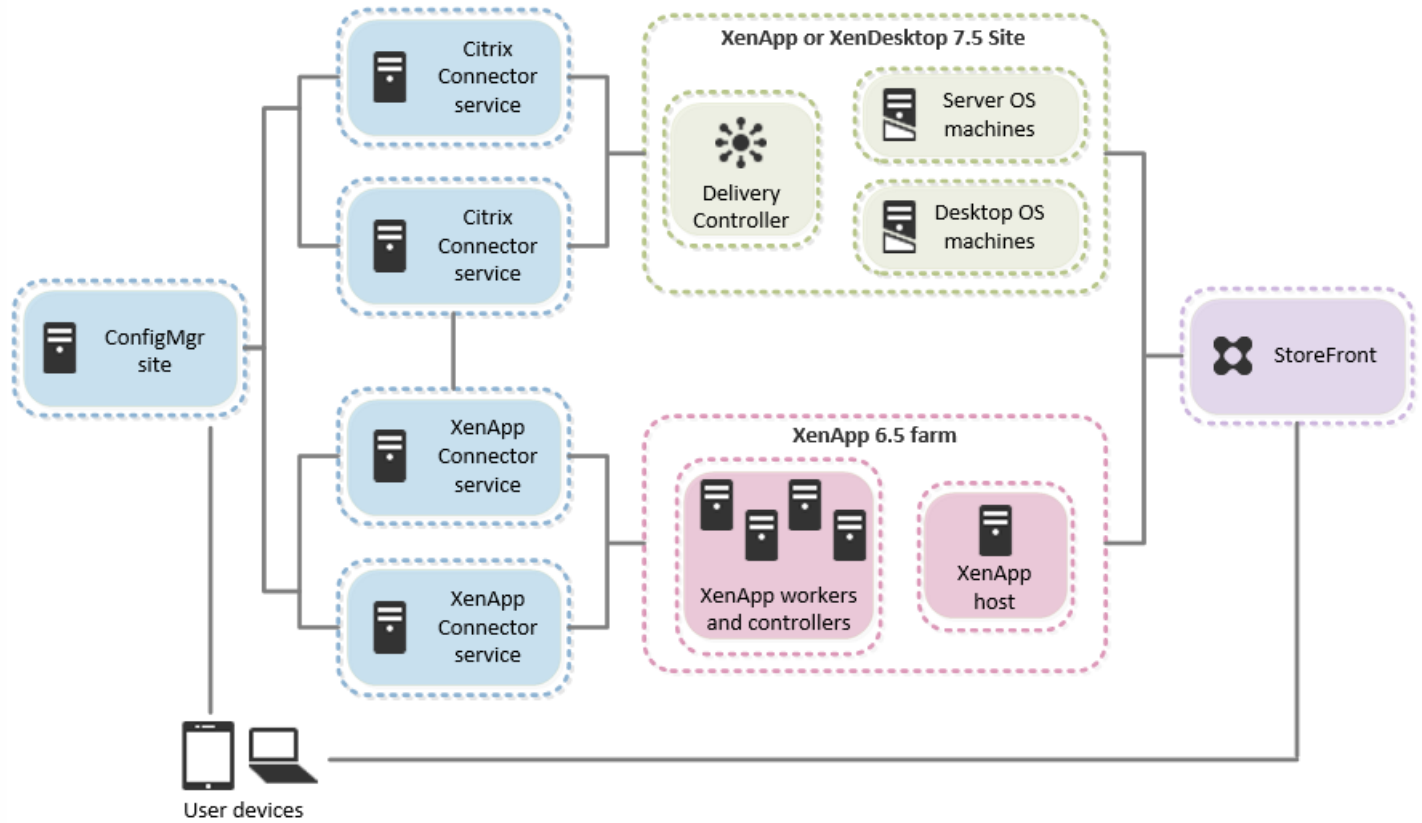 Citrix
Connector
service
Citrix
Connector
service
ConfigMgr
site
XenApp
Connector
service
XenApp
Connector
service
XenApp or XenDesktop 7.5 Site
Delivery
Controller
Server OS
machines
Desktop OS
machines
XenApp 6.5 farm
XenApp workers
and controllers
XenApp
host
StoreFront
User devices